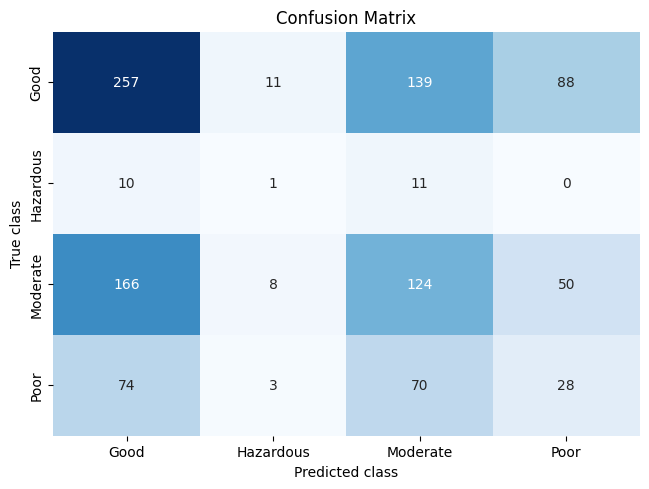 Confusion Matrix
True class
Good
257 11 139 88
Hazardous
10 1 11 0
Moderate
166 8 124 50
Poor
74 3 70 28
Good Hazardous Moderate Poor
Predicted class